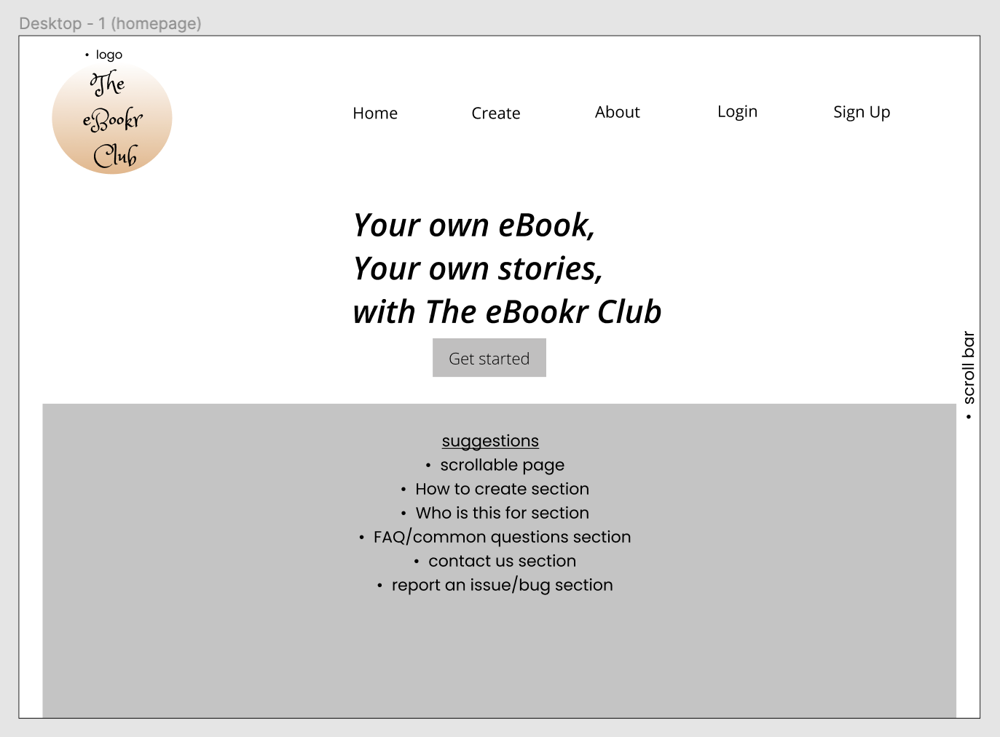 Desktop - 1 (homepage)
• logo
The
eBookr
Club
Home Create About Login Sign Up
Your own eBook,
Your own stories,
with The eBookr Club
Get started
• scroll bar
suggestions
• scrollable page
• How to create section
• Who is this for section
• FAQ/common questions section
• contact us section
• report an issue/bug section